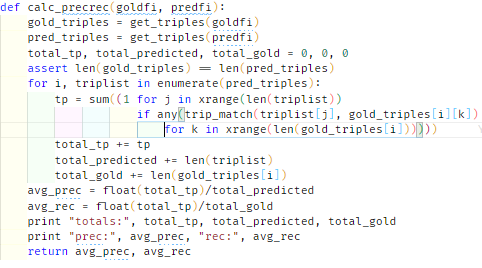 def calc_precrec(goldfi, predfi):
    gold_triples = get_triples(goldfi)
    pred_triples = get_triples(predfi)
    total_tp, total_predicted, total_gold = 0, 0, 0
    assert len(gold_triples) == len(pred_triples)
    for i, triplist in enumerate(pred_triples):
        tp = sum((1 for j in xrange(len(triplist))
                    if any(trip_match(triplist[j], gold_triples[i][k])
                        for k in xrange(len(gold_triples[i])))))
        total_tp += tp
        total_predicted += len(triplist)
        total_gold += len(gold_triples[i])
    avg_prec = float(total_tp)/total_predicted
    avg_rec = float(total_tp)/total_gold
    print "totals:", total_tp, total_predicted, total_gold
    print "prec:", avg_prec, "rec:", avg_rec
    return avg_prec, avg_rec